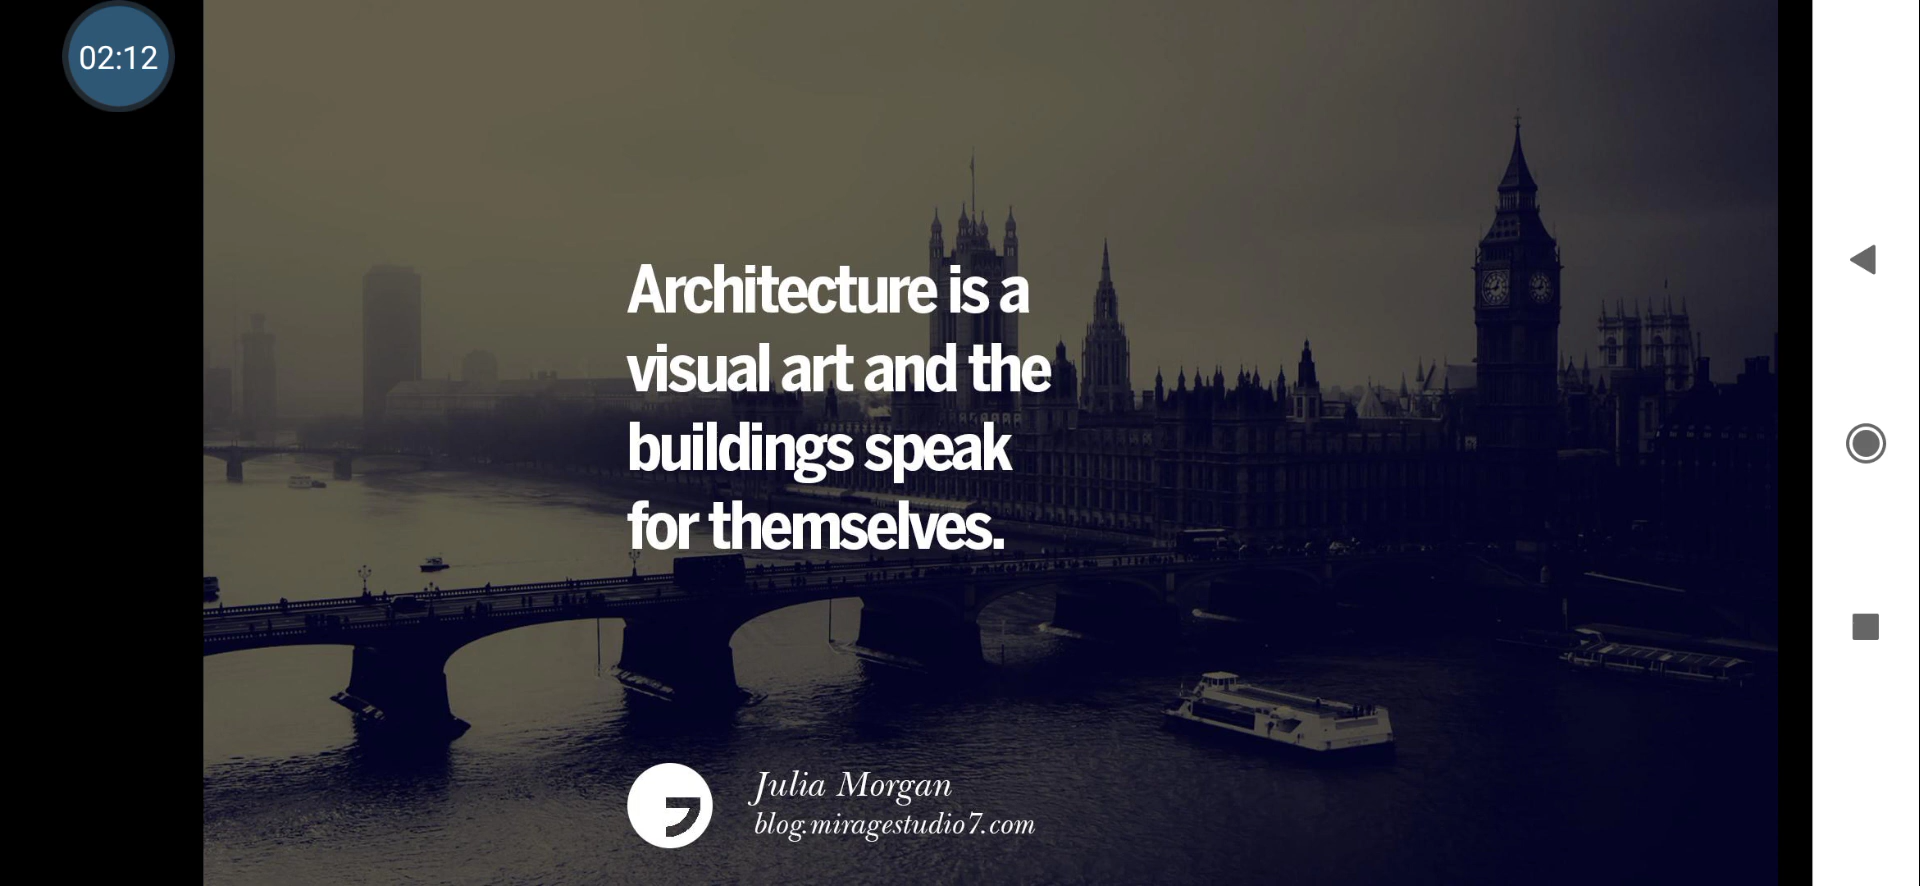 02:12
Architecture is a
visual art and the
buildings speak
for themselves.
Julia Morgan
blog.miragestudio7.com